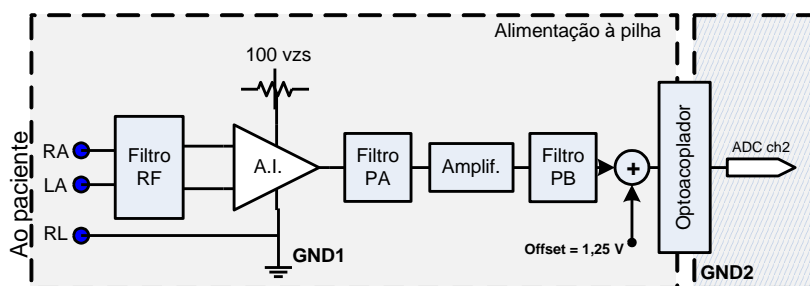 Alimentação à pilha
100 vzs
Ao paciente
RA
LA
RL
Filtro
RF
A.I.
Filtro
PA
Amplif.
Filtro
PB
+
Offset = 1,25 V
Optoacoplador
ADC ch2
GND1
GND2